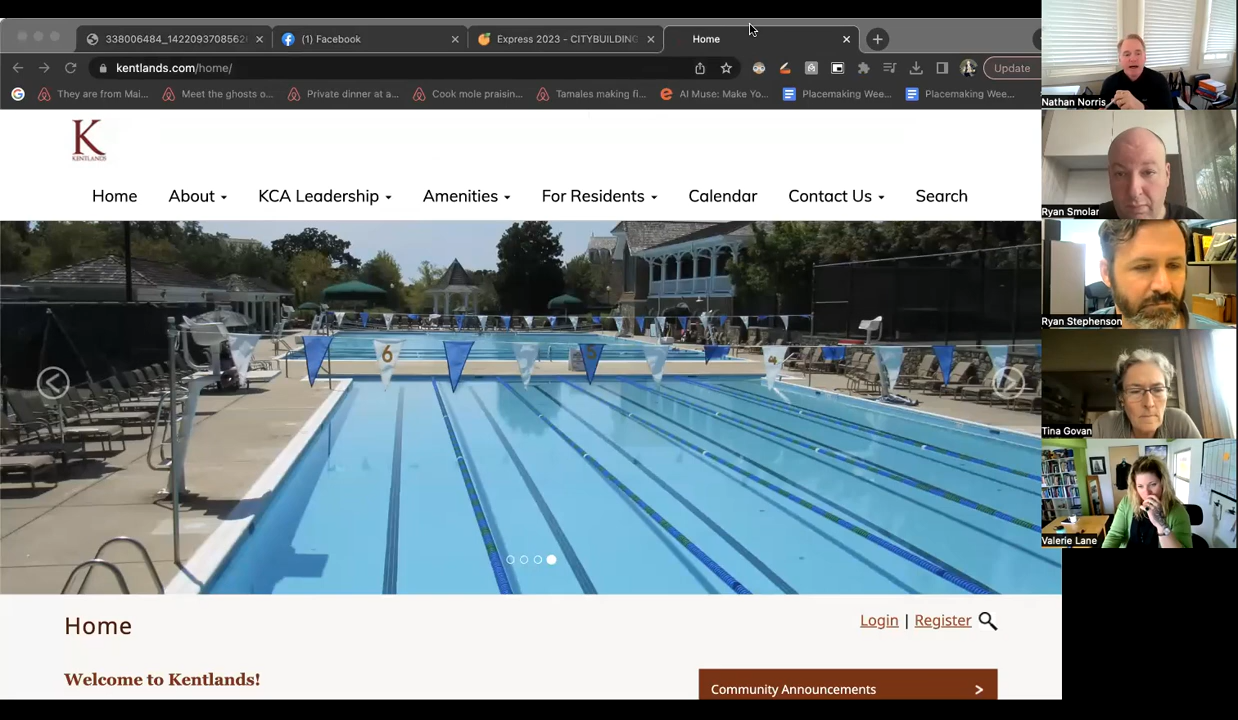 338006484_14220937085626
(1) Facebook
Express 2023 - CITYBUILDING
Home
kentlands.com/home/
Update
They are from Mai...
Meet the ghosts o...
Private dinner at a...
Cook mole praisin...
Tamales making fi...
AI Muse: Make Yo...
Placemaking Wee...
Placemaking Wee...
K
KENTLANDS
Home
About
KCA Leadership
Amenities
For Residents
Calendar
Contact Us
Search
6
5
4
Home
Login | Register
Welcome to Kentlands!
Community Announcements
Nathan Norris
Ryan Smolar
Ryan Stephenson
Tina Govan
Valerie Lane